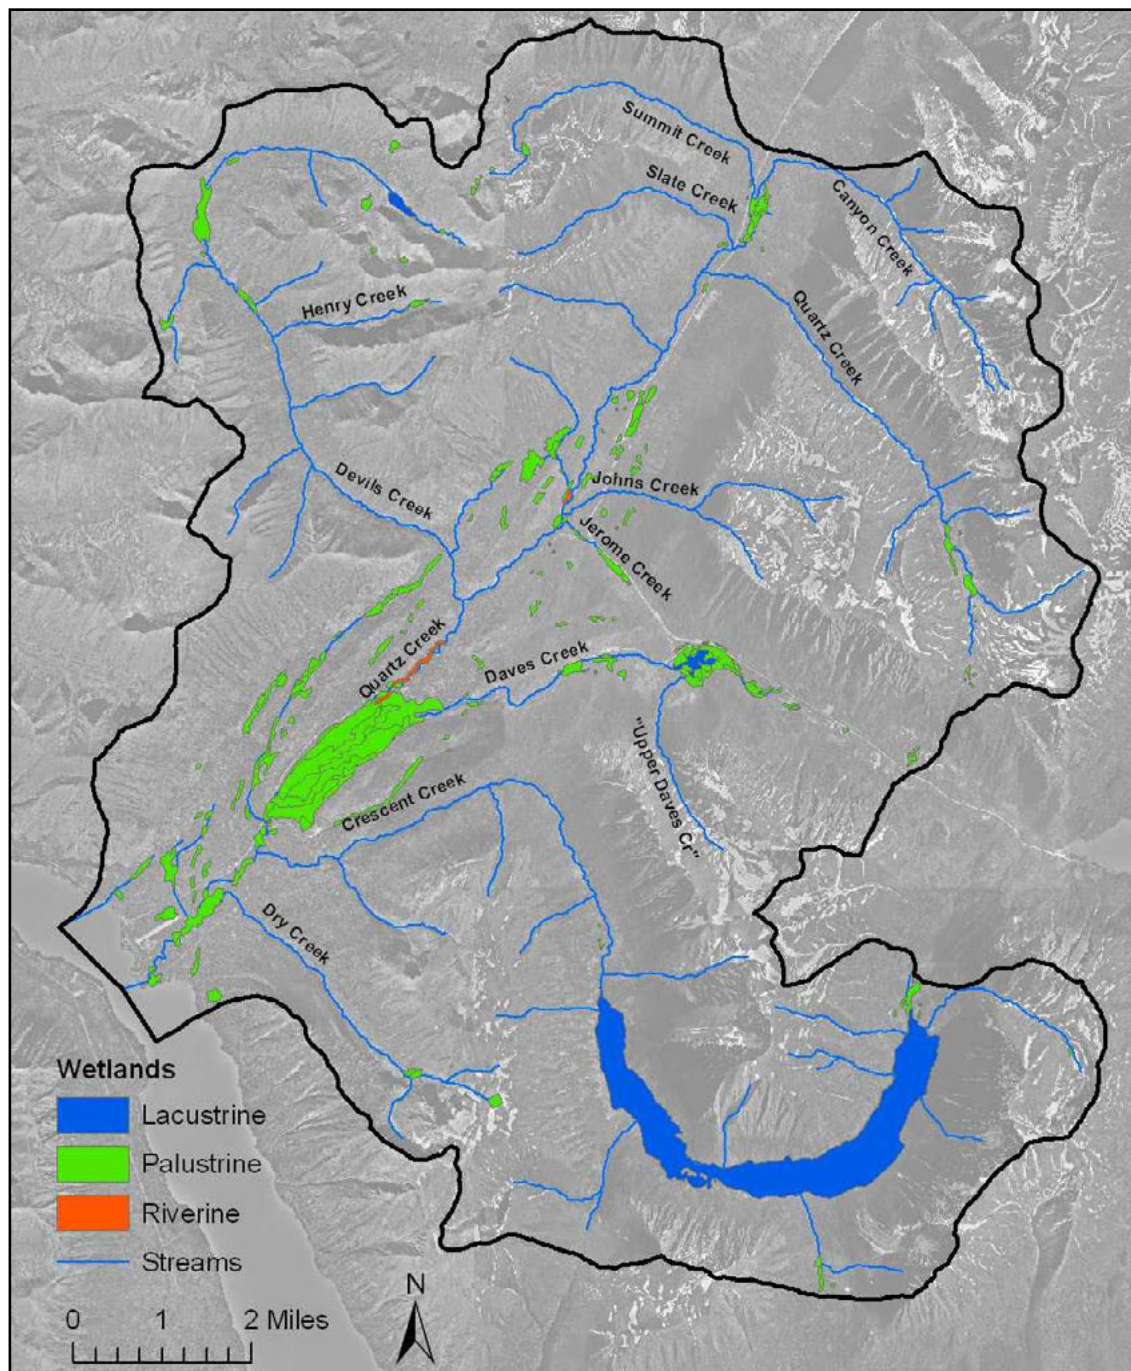 Summit Creek
Slate Creek
Canyon Creek
Henry Creek
Quartz Creek
Devils Creek
Johns Creek
Jerome Creek
Quartz Creek
Daves Creek
"Upper Daves Cr"
Crescent Creek
Dry Creek
Wetlands
Lacustrine
Palustrine
Riverine
Streams
N
0 1 2 Miles